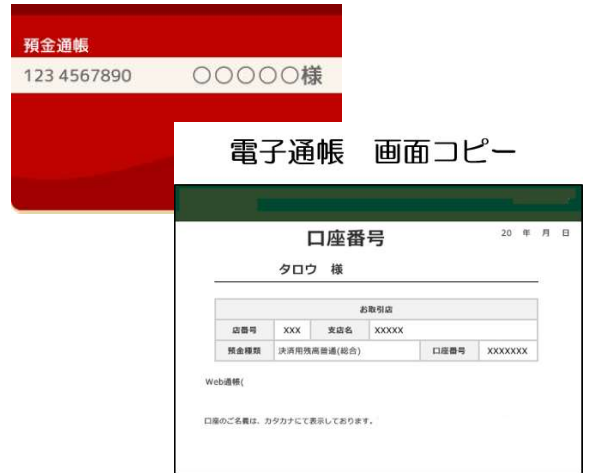 預金通帳
123 4567890 ○○○○○様
電子通帳 画面コピー
口座番号 20 年 月 日
タロウ 様
お取引店
店番号 XXX 支店名 XXXXX
預金種類 決済用残高普通(総合) 口座番号 XXXXXXX
Web通帳(
口座のご名義は、カタカナにて表示しております。